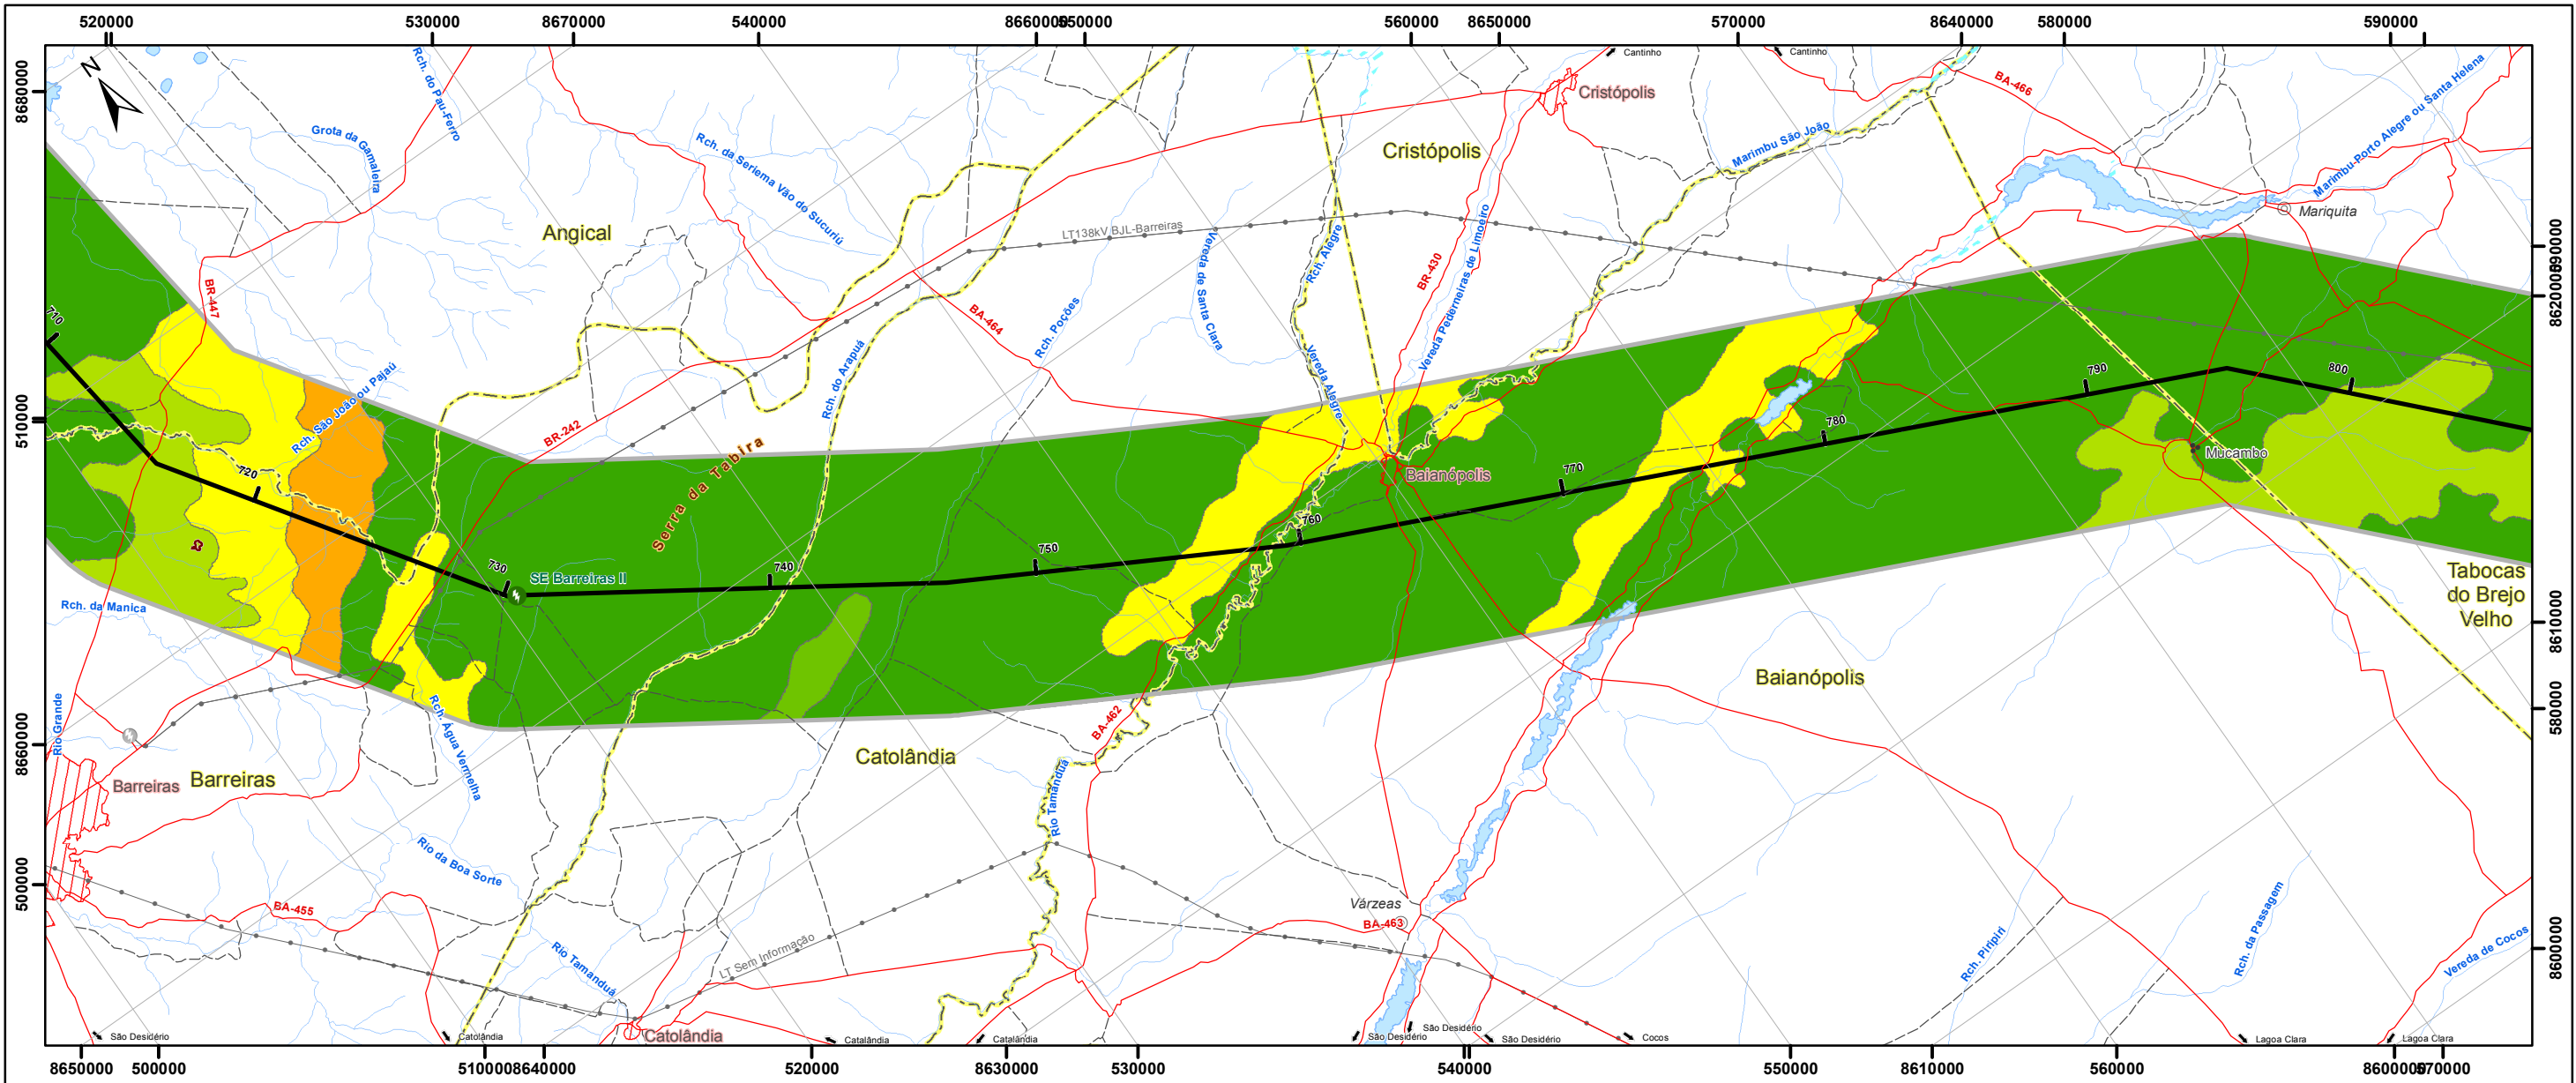 520000
530000
8670000
540000
8660000
550000
560000
8650000
570000
8640000
580000
590000
8680000
510000
8660000
500000
8690000
8620000
8610000
580000
8600000
8650000
500000
510000
8640000
520000
8630000
530000
540000
550000
8610000
560000
8600000
570000
N
Rch. do Pau-Ferro
Grota da Gamaleira
Rch. da Seriema Vão do Sucuriú
Angical
BR-447
Cantinho
Cantinho
Cristópolis
Cristópolis
BA-466
Marimbu São João
Marimbu Porto Alegre ou Santa Helena
Mariquita
LT138kV BJL-Barreiras
Vereda de Santa Clara
Rch. Alegre
BR-430
Vereda Pederneiras de Limoeiro
BA-464
Rch. Poções
Rch. do Arapuá
Vereda Alegre
Rch. São João ou Pajaú
BR-242
Serra da Tabira
710
720
730
740
750
760
770
780
790
800
SE Barreiras II
Baianópolis
Mucambo
Tabocas
do Brejo
Velho
Rch. da Manica
Rio Grande
Barreiras
Barreiras
Rch. Água Vermelha
Catolândia
BA-462
Rio Tamanduá
Baianópolis
Rio da Boa Sorte
BA-455
Rio Tamanduá
LT Sem Informação
Várzeas
BA-463
Rch. Piripiri
Rch. da Passagem
Vereda de Cocos
Catolândia
São Desidério
Catolândia
Catalândia
Catalândia
São Desidério
São Desidério
São Desidério
Cocos
Lagoa Clara
Lagoa Clara